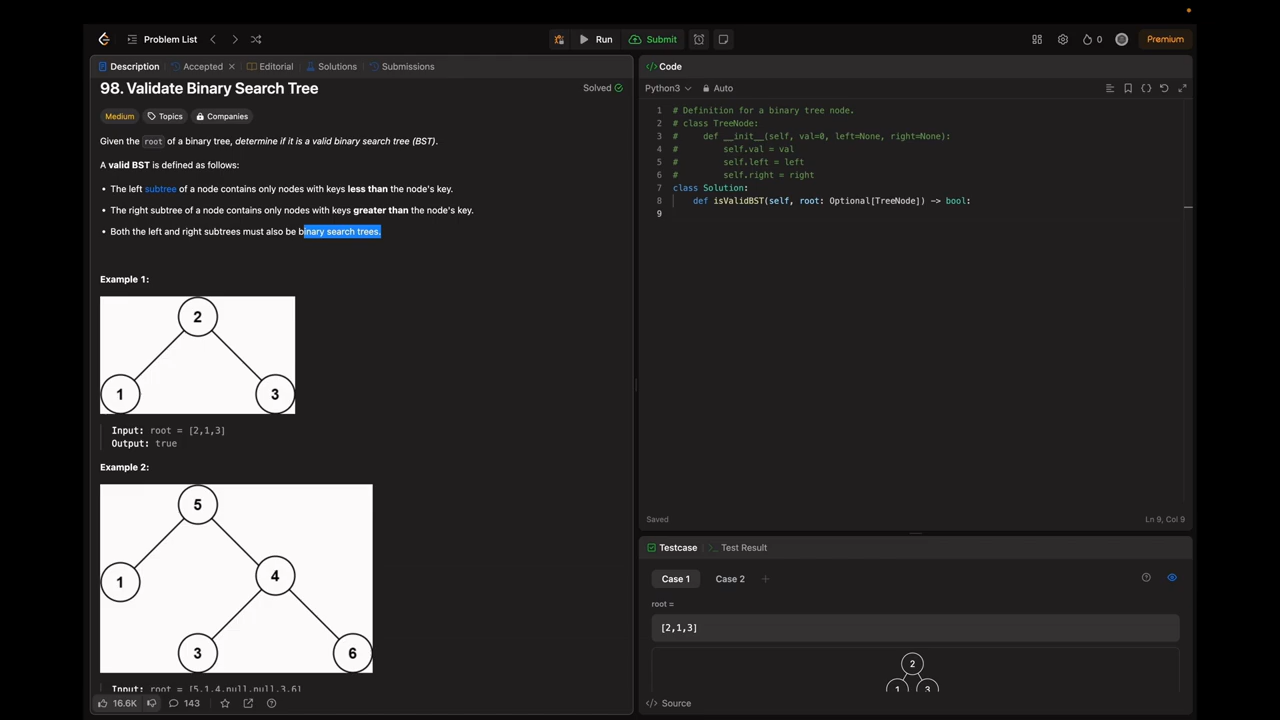 Problem List
Run
Submit
0
Premium
Description
Accepted
Editorial
Solutions
Submissions
98. Validate Binary Search Tree
Solved
Medium
Topics
Companies
Given the root of a binary tree, determine if it is a valid binary search tree (BST).
A valid BST is defined as follows:
• The left subtree of a node contains only nodes with keys less than the node's key.
• The right subtree of a node contains only nodes with keys greater than the node's key.
• Both the left and right subtrees must also be binary search trees.
Example 1:
2
1
3
Input: root = [2,1,3]
Output: true
Example 2:
5
1
4
3
6
Input: root = [5,1,4,null,null,3,6]
16.6K
143
</> Code
Python3
Auto
1 # Definition for a binary tree node.
2 # class TreeNode:
3 #     def __init__(self, val=0, left=None, right=None):
4 #         self.val = val
5 #         self.left = left
6 #         self.right = right
7 class Solution:
8     def isValidBST(self, root: Optional[TreeNode]) -> bool:
9
Saved
Ln 9, Col 9
Testcase
>_ Test Result
Case 1
Case 2
+
root =
[2,1,3]
2
1
3
Source